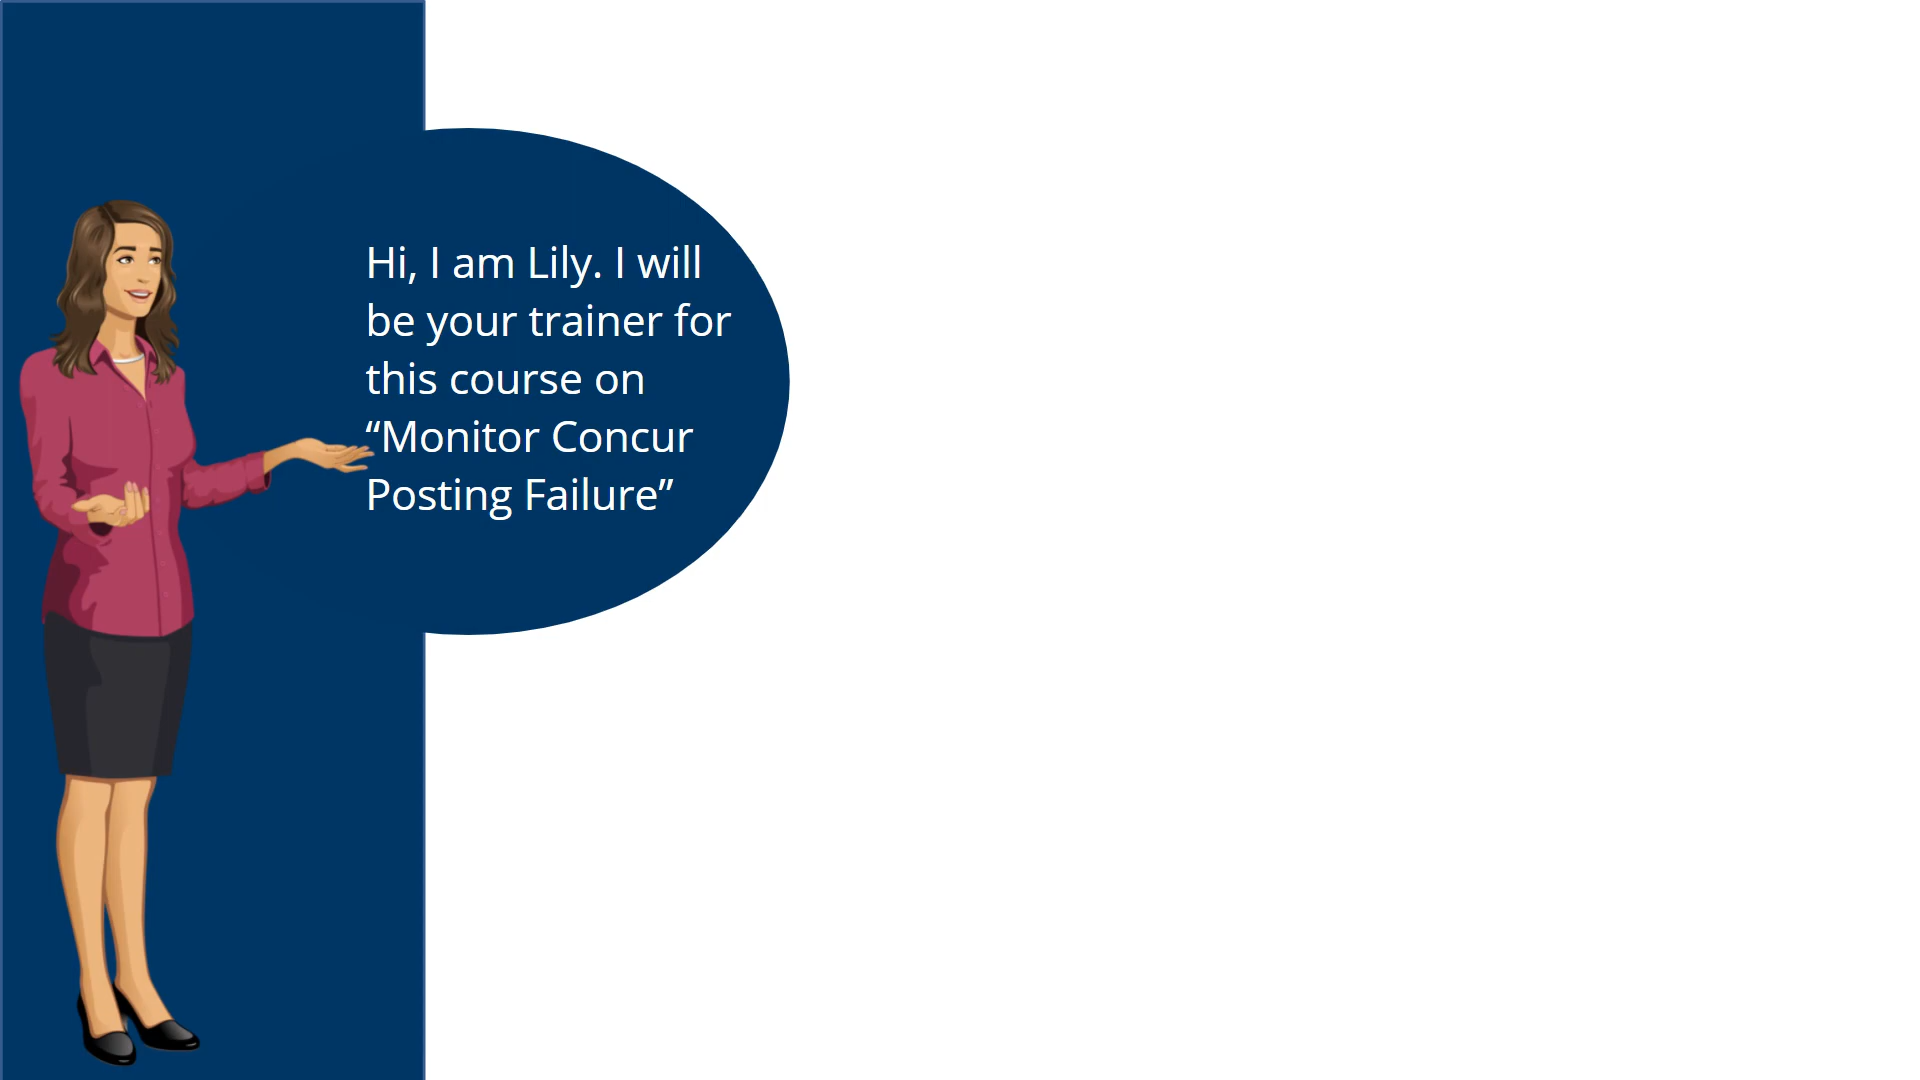 Hi, I am Lily. I will
be your trainer for
this course on
“Monitor Concur
Posting Failure”